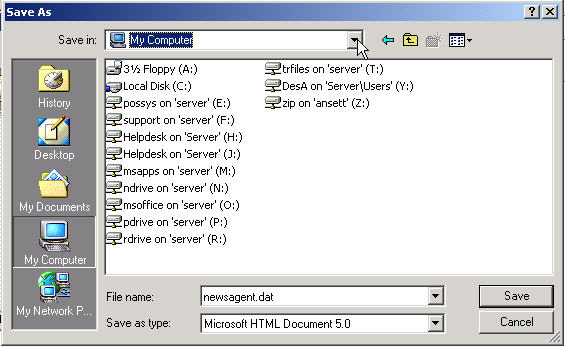 Save As
Save in:
My Computer
History
Desktop
My Documents
My Computer
My Network P...
3½ Floppy (A:)
Local Disk (C:)
possys on 'server' (E:)
support on 'server' (F:)
Helpdesk on 'Server' (H:)
Helpdesk on 'Server' (J:)
msapps on 'server' (M:)
ndrive on 'server' (N:)
msoffice on 'server' (O:)
pdrive on 'server' (P:)
rdrive on 'server' (R:)
trfiles on 'server' (T:)
DesA on 'Server\Users' (Y:)
zip on 'ansett' (Z:)
File name:
newsagent.dat
Save
Save as type:
Microsoft HTML Document 5.0
Cancel